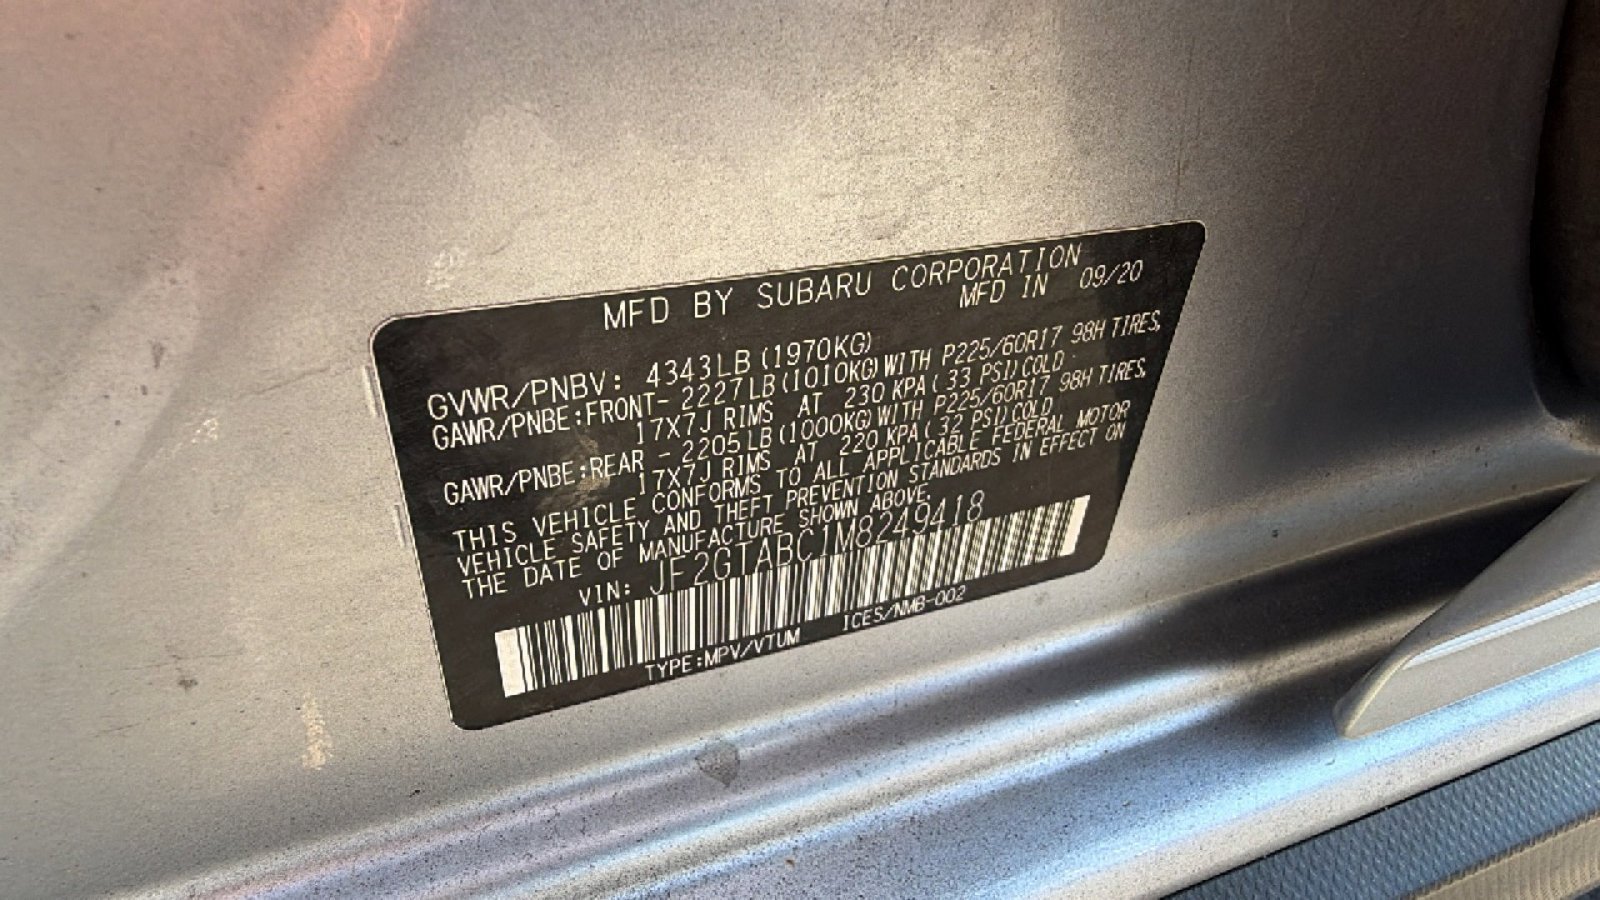 MFD BY SUBARU CORPORATION
MFD IN 09/20
GVWR/PNBV: 4343LB(1970KG)
GAWR/PNBE:FRONT- 2227LB(1010KG)WITH P225/60R17 98H TIRES,
17X7J RIMS AT 230 KPA( 33 PSI)COLD
GAWR/PNBE:REAR - 2205LB(1000KG)WITH P225/60R17 98H TIRES,
17X7J RIMS AT 220 KPA( 32 PSI)COLD
THIS VEHICLE CONFORMS TO ALL APPLICABLE FEDERAL MOTOR
VEHICLE SAFETY AND THEFT PREVENTION STANDARDS IN EFFECT ON
THE DATE OF MANUFACTURE SHOWN ABOVE.
VIN: JF2GTABC1M8249418
TYPE:MPV/VTUM ICES/NMB-002